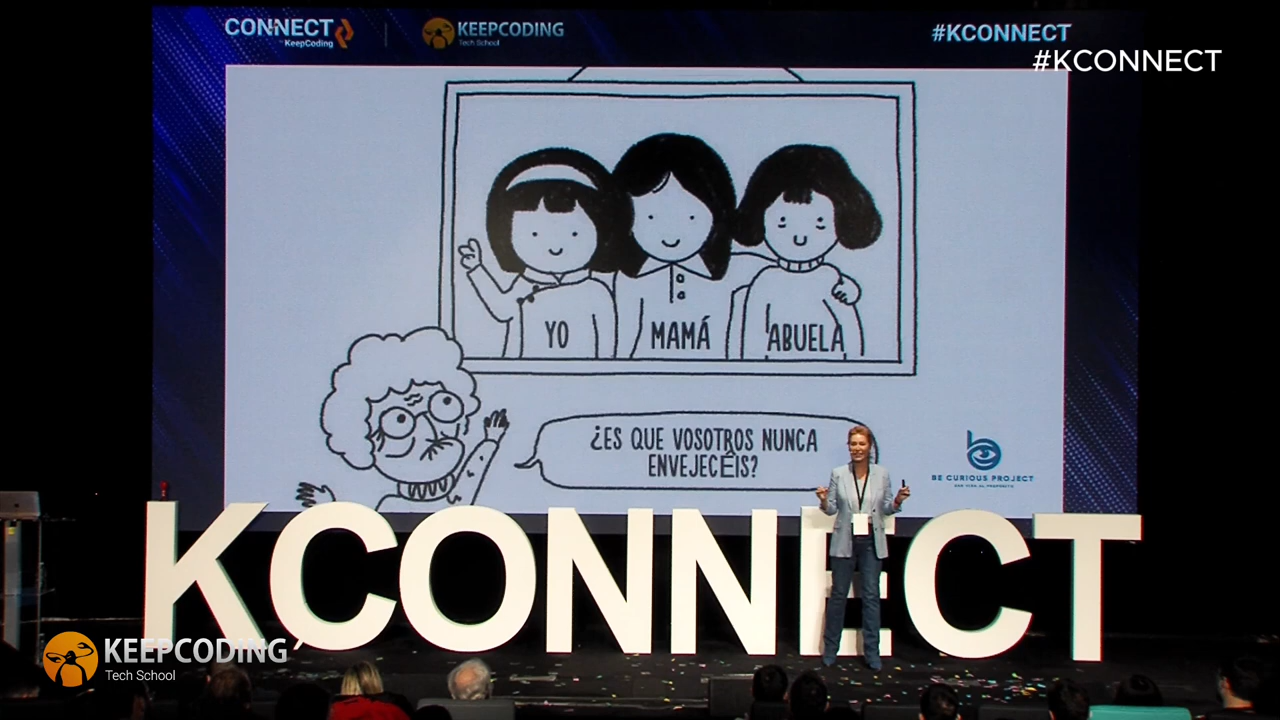 CONNECT
KeepCoding
KEEPCODING
Tech School
#KCONNECT
#KCONNECT
YO
MAMÁ
ABUELA
¿ES QUE VOSOTROS NUNCA
ENVEJECÉIS?
BE CURIOUS PROJECT
KCONNECT
KEEPCODING
Tech School